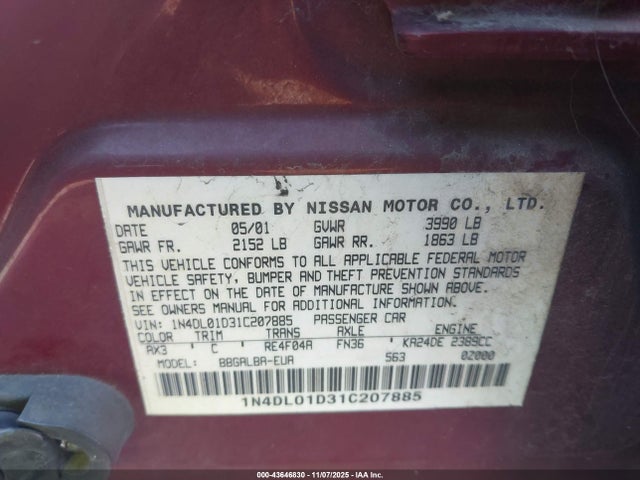 MANUFACTURED BY NISSAN MOTOR CO., LTD.
DATE 05/01 GVWR 3990 LB
GAWR FR. 2152 LB GAWR RR. 1863 LB
THIS VEHICLE CONFORMS TO ALL APPLICABLE FEDERAL MOTOR
VEHICLE SAFETY, BUMPER AND THEFT PREVENTION STANDARDS
IN EFFECT ON THE DATE OF MANUFACTURE SHOWN ABOVE.
SEE OWNERS MANUAL FOR ADDITIONAL INFORMATION.
VIN: 1N4DL01D31C207885 PASSENGER CAR
COLOR TRIM TRANS AXLE ENGINE
AX3 C RE4F04A FN36 KA24DE 2389CC
BBGALBA-EUA 563 02000
1N4DL01D31C207885
000-43646830 - 11/07/2025 - IAA Inc.